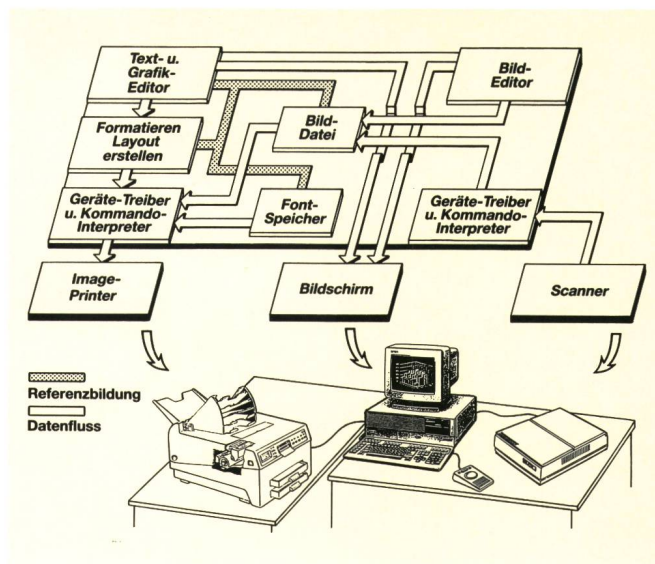 Text- u.
Grafik-
Editor
Bild-
Editor
Bild-
Datei
Formatieren
Layout
erstellen
Geräte-Treiber
u. Kommando-
Interpreter
Font-
Speicher
Geräte-Treiber
u. Kommando-
Interpreter
Image-
Printer
Bildschirm
Scanner
Referenzbildung
Datenfluss